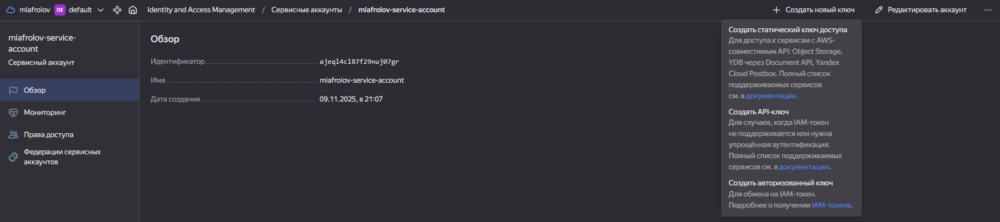 miafrolov DE default Identity and Access Management / Сервисные аккаунты / miafrolov-service-account Создать новый ключ Редактировать аккаунт
miafrolov-service-
account
Сервисный аккаунт
Обзор
Мониторинг
Права доступа
Федерации сервисных
аккаунтов
Обзор
Идентификатор ajeql4cl87f29nuj07gr
Имя miafrolov-service-account
Дата создания 09.11.2025, в 21:07
Создать статический ключ доступа
Для доступа к сервисам с AWS-
совместимым API: Object Storage,
YDB через Document API, Yandex
Cloud Postbox. Полный список
поддерживаемых сервисов
см. в документации.
Создать API-ключ
Для случаев, когда IAM-токен
не поддерживается или нужна
упрощённая аутентификация.
Полный список поддерживаемых
сервисов см. в документации.
Создать авторизованный ключ
Для обмена на IAM-токен.
Подробнее о получении IAM-токена.